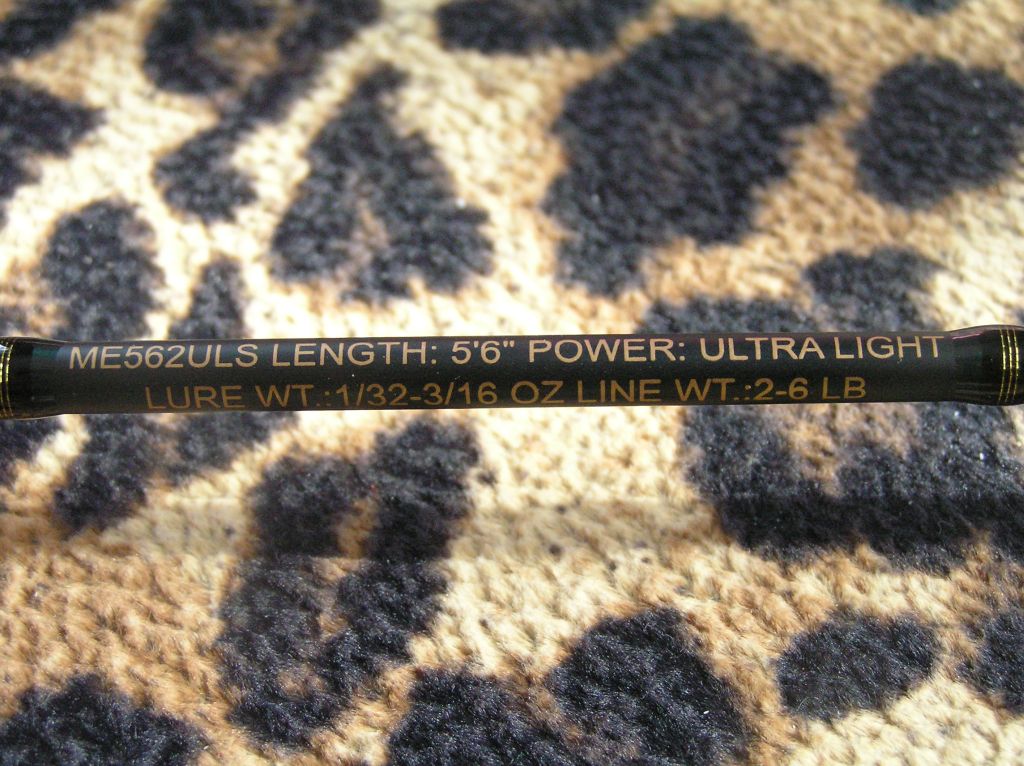 ME562ULS LENGTH: 5'6" POWER: ULTRA LIGHT
LURE WT.:1/32-3/16 OZ LINE WT.:2-6 LB